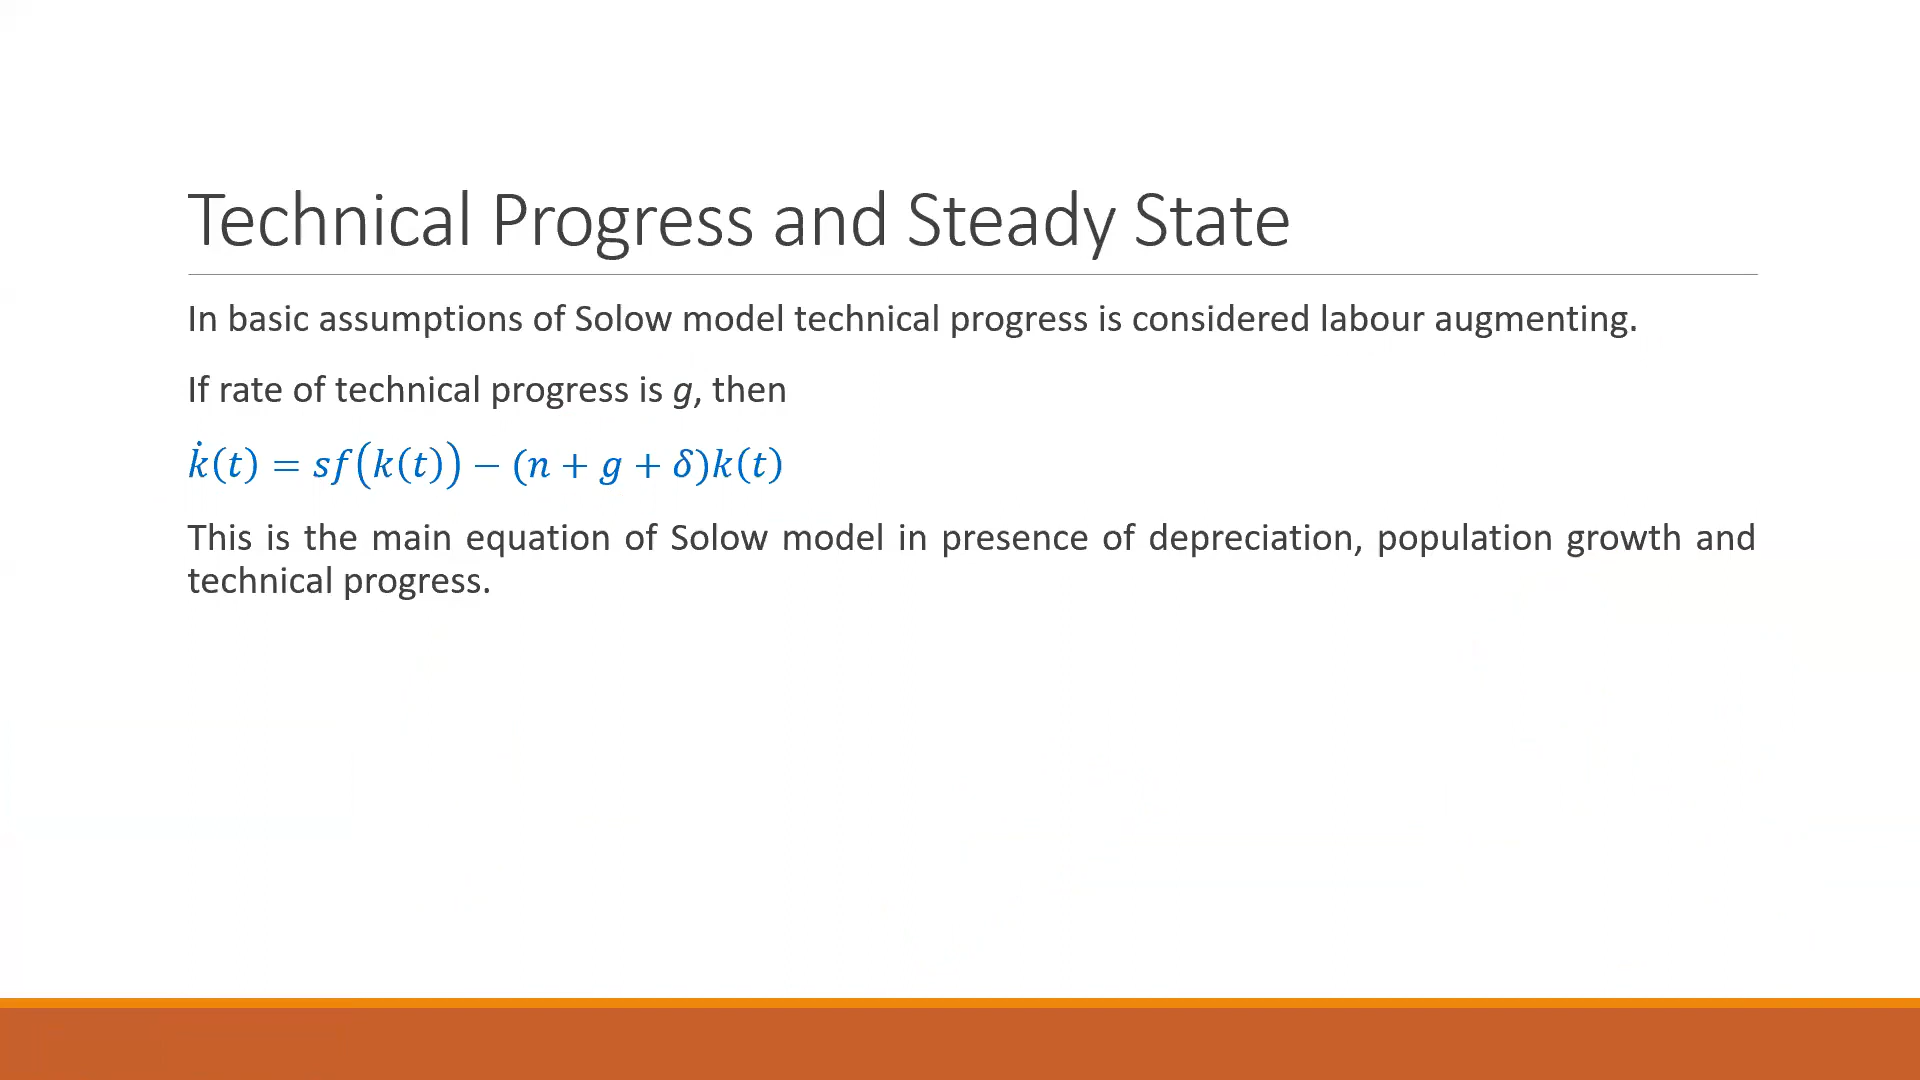 Technical Progress and Steady State
In basic assumptions of Solow model technical progress is considered labour augmenting.
If rate of technical progress is g, then
k̇(t) = sf(k(t)) − (n + g + δ)k(t)
This is the main equation of Solow model in presence of depreciation, population growth and
technical progress.